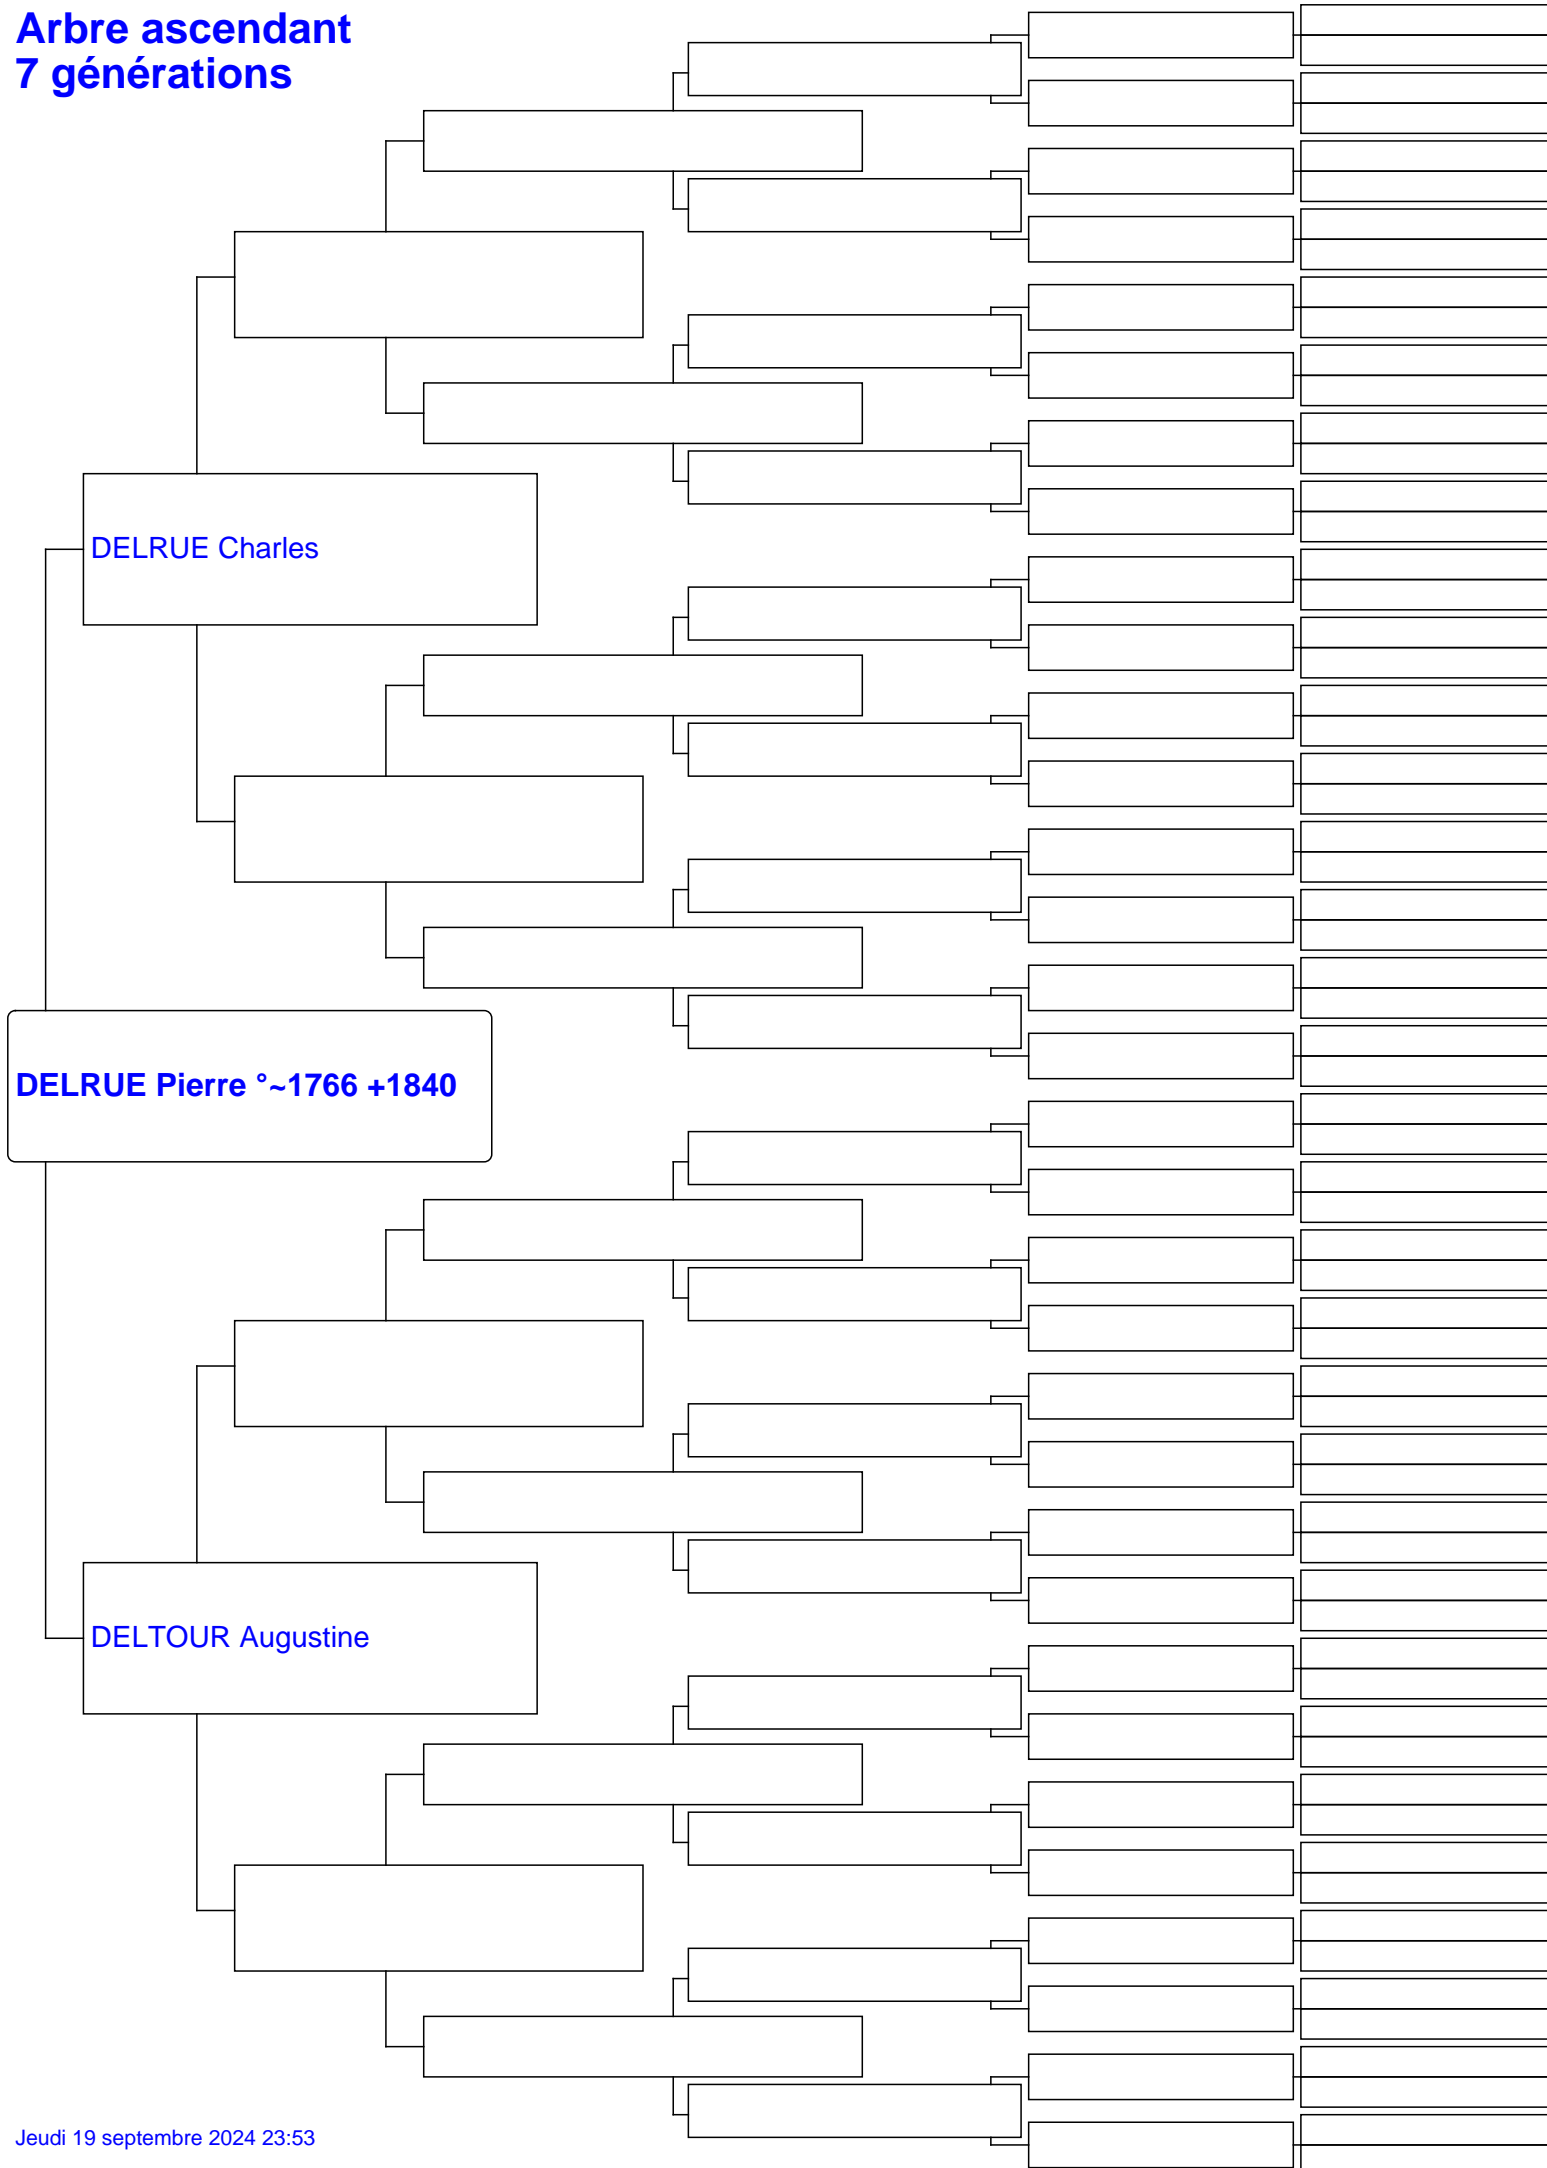 Arbre ascendant
7 générations
DELRUE Charles
DELRUE Pierre °~1766 +1840
DELTOUR Augustine
Jeudi 19 septembre 2024 23:53